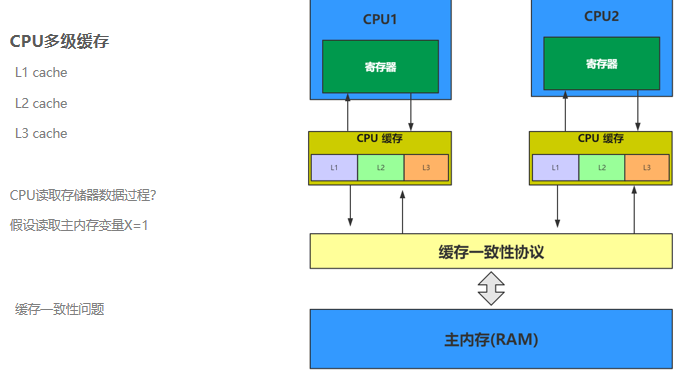 CPU多级缓存
L1 cache
L2 cache
L3 cache
CPU读取存储器数据过程?
假设读取主内存变量X=1
缓存一致性问题
CPU1
寄存器
CPU 缓存
L1
L2
L3
CPU2
寄存器
CPU 缓存
L1
L2
L3
缓存一致性协议
主内存(RAM)